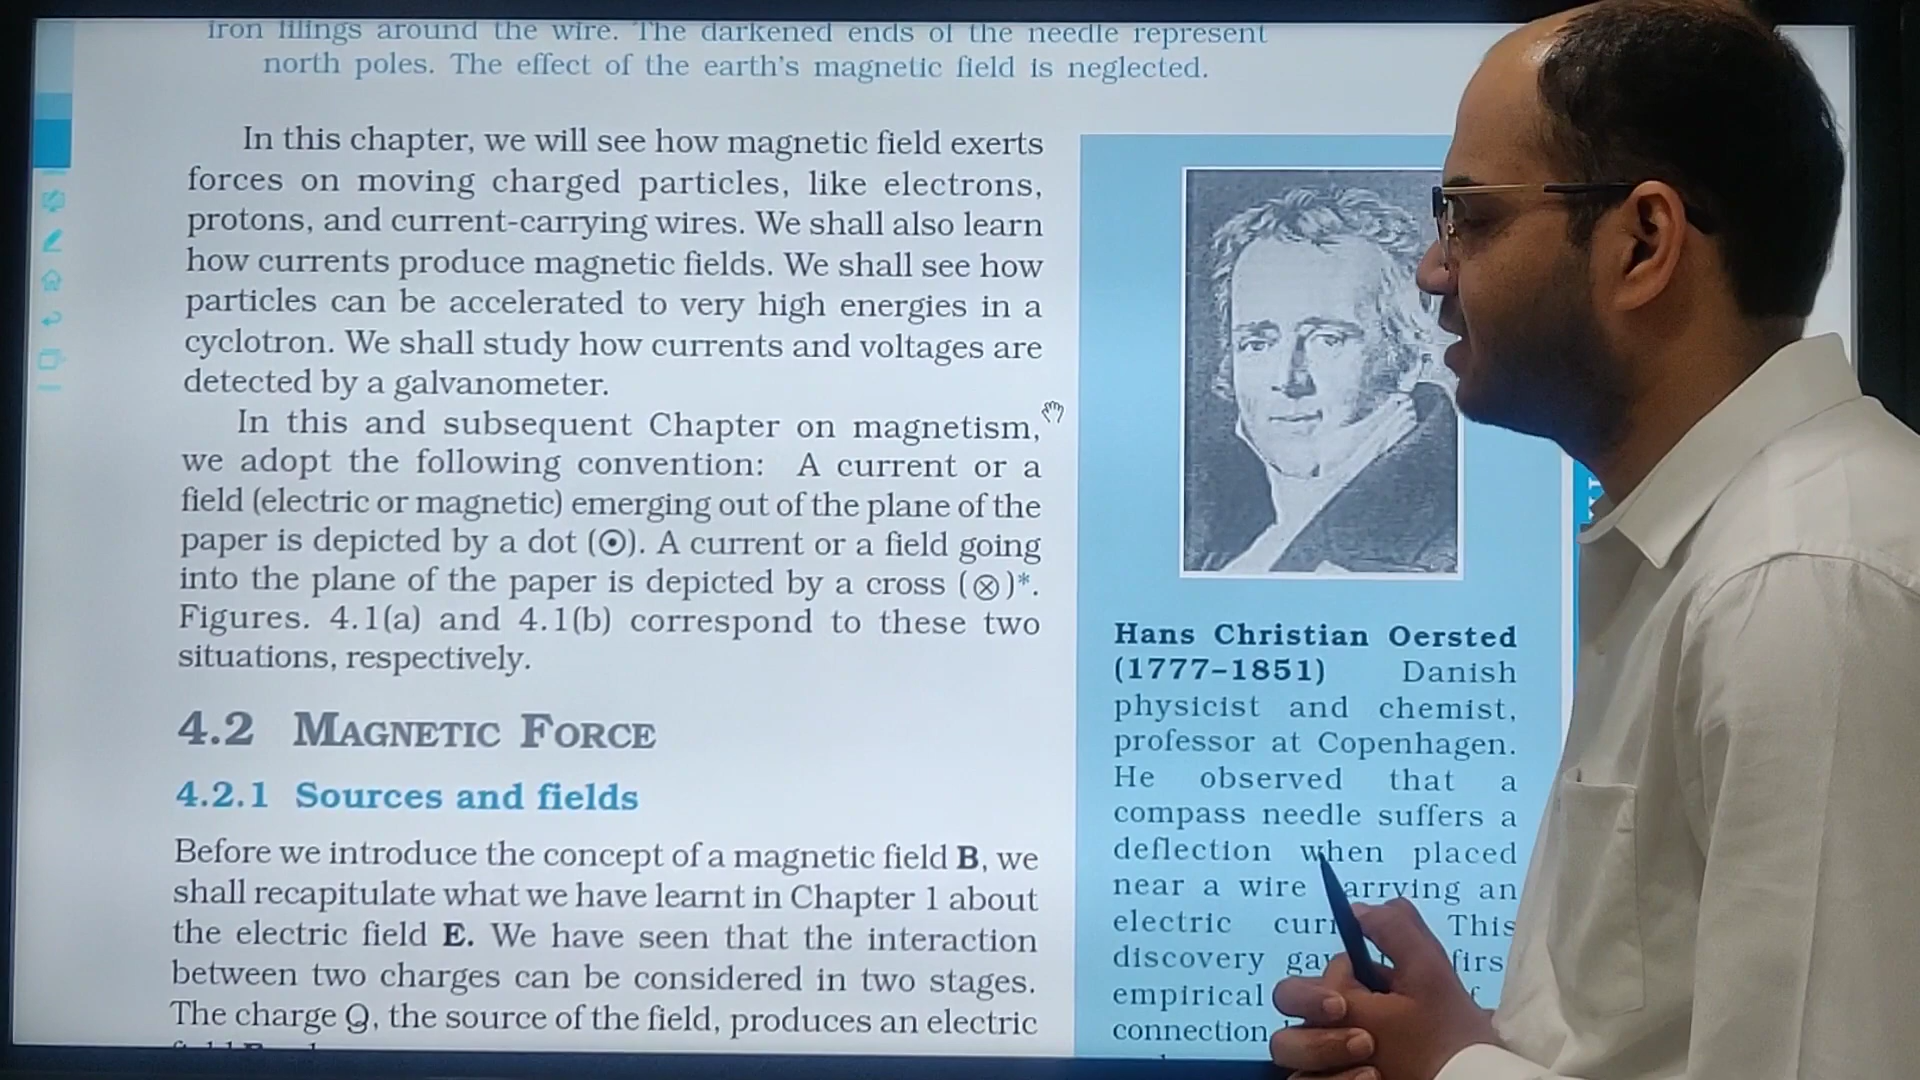 iron filings around the wire. The darkened ends of the needle represent
north poles. The effect of the earth's magnetic field is neglected.
In this chapter, we will see how magnetic field exerts
forces on moving charged particles, like electrons,
protons, and current-carrying wires. We shall also learn
how currents produce magnetic fields. We shall see how
particles can be accelerated to very high energies in a
cyclotron. We shall study how currents and voltages are
detected by a galvanometer.
In this and subsequent Chapter on magnetism,
we adopt the following convention: A current or a
field (electric or magnetic) emerging out of the plane of the
paper is depicted by a dot (⊙). A current or a field going
into the plane of the paper is depicted by a cross (⊗)*.
Figures. 4.1(a) and 4.1(b) correspond to these two
situations, respectively.
4.2 MAGNETIC FORCE
4.2.1 Sources and fields
Before we introduce the concept of a magnetic field B, we
shall recapitulate what we have learnt in Chapter 1 about
the electric field E. We have seen that the interaction
between two charges can be considered in two stages.
The charge Q, the source of the field, produces an electric
Hans Christian Oersted
(1777–1851) Danish
physicist and chemist,
professor at Copenhagen.
He observed that a
compass needle suffers a
deflection when placed
near a wire carrying an
electric This
discovery
empirical
connection